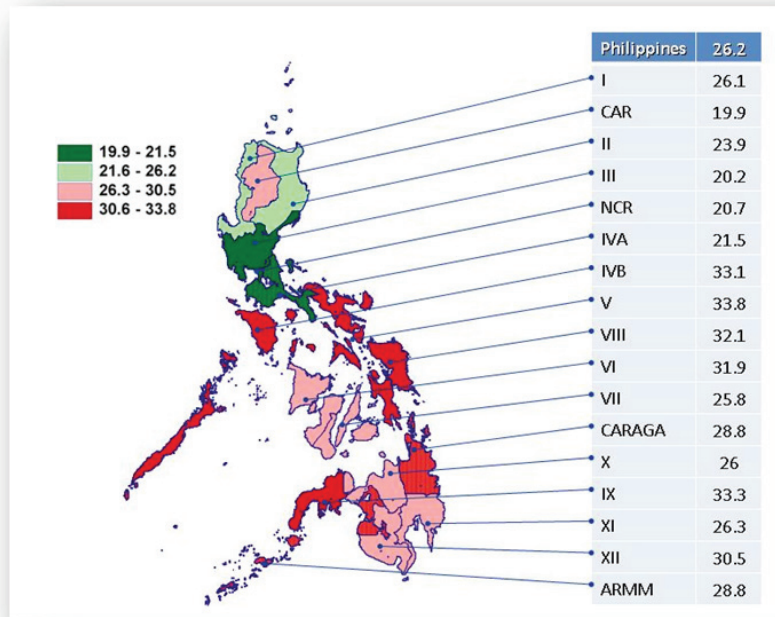 Philippines 26.2
I 26.1
CAR 19.9
II 23.9
III 20.2
NCR 20.7
IVA 21.5
IVB 33.1
V 33.8
VIII 32.1
VI 31.9
VII 25.8
CARAGA 28.8
X 26
IX 33.3
XI 26.3
XII 30.5
ARMM 28.8
19.9 - 21.5
21.6 - 26.2
26.3 - 30.5
30.6 - 33.8